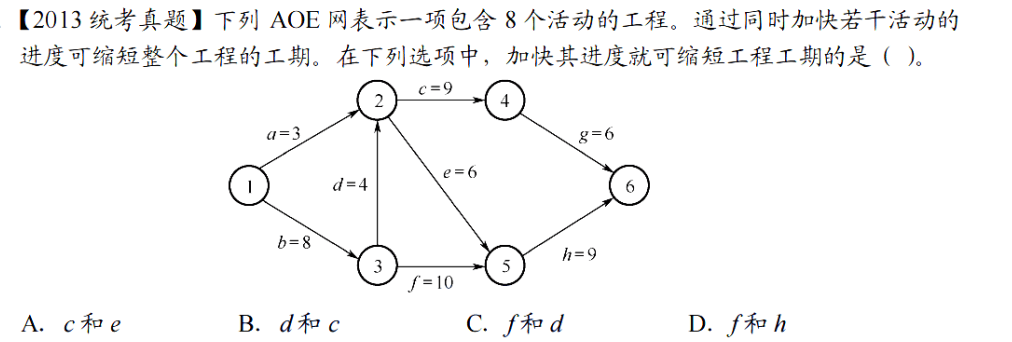 【2013 统考真题】下列 AOE 网表示一项包含 8 个活动的工程。通过同时加快若干活动的
进度可缩短整个工程的工期。在下列选项中，加快其进度就可缩短工程工期的是（ ）。
c=9
2
4
a=3
g=6
1
d=4
e=6
6
b=8
h=9
3
5
f=10
A. c 和 e
B. d 和 c
C. f 和 d
D. f 和 h